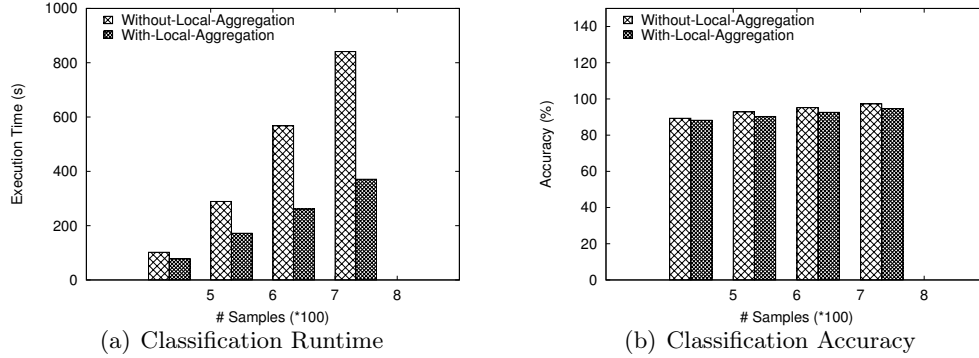 1000
800
600
400
200
0
Execution Time (s)
Without-Local-Aggregation
With-Local-Aggregation
5 6 7 8
# Samples (*100)
(a) Classification Runtime
140
120
100
80
60
40
20
0
Accuracy (%)
Without-Local-Aggregation
With-Local-Aggregation
5 6 7 8
# Samples (*100)
(b) Classification Accuracy